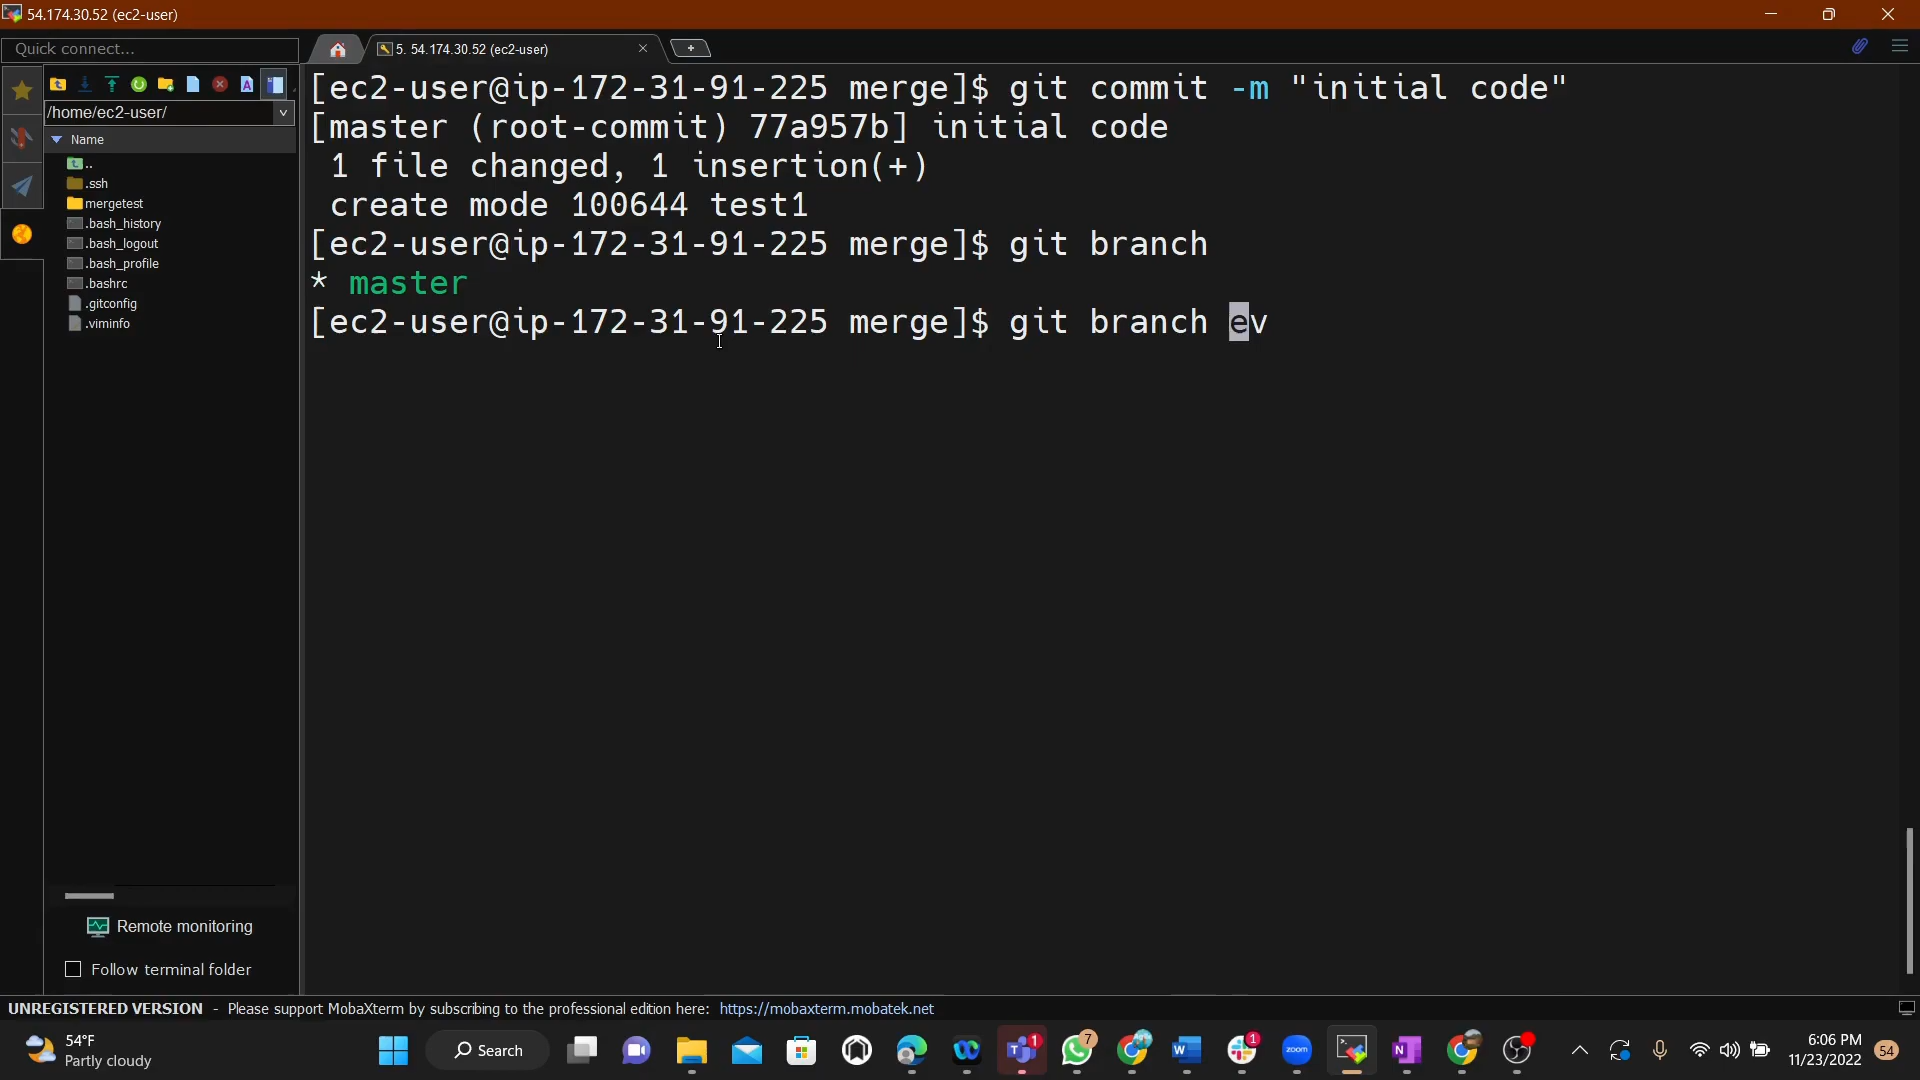 54.174.30.52 (ec2-user)
Quick connect...
5. 54.174.30.52 (ec2-user)
/home/ec2-user/
Name
..
.ssh
mergetest
.bash_history
.bash_logout
.bash_profile
.bashrc
.gitconfig
.viminfo
[ec2-user@ip-172-31-91-225 merge]$ git commit -m "initial code"
[master (root-commit) 77a957b] initial code
1 file changed, 1 insertion(+)
create mode 100644 test1
[ec2-user@ip-172-31-91-225 merge]$ git branch
* master
[ec2-user@ip-172-31-91-225 merge]$ git branch ev
Remote monitoring
Follow terminal folder
UNREGISTERED VERSION - Please support MobaXterm by subscribing to the professional edition here: https://mobaxterm.mobatek.net
54°F
Partly cloudy
Search
1
7
1
zoom
6:06 PM
11/23/2022
54